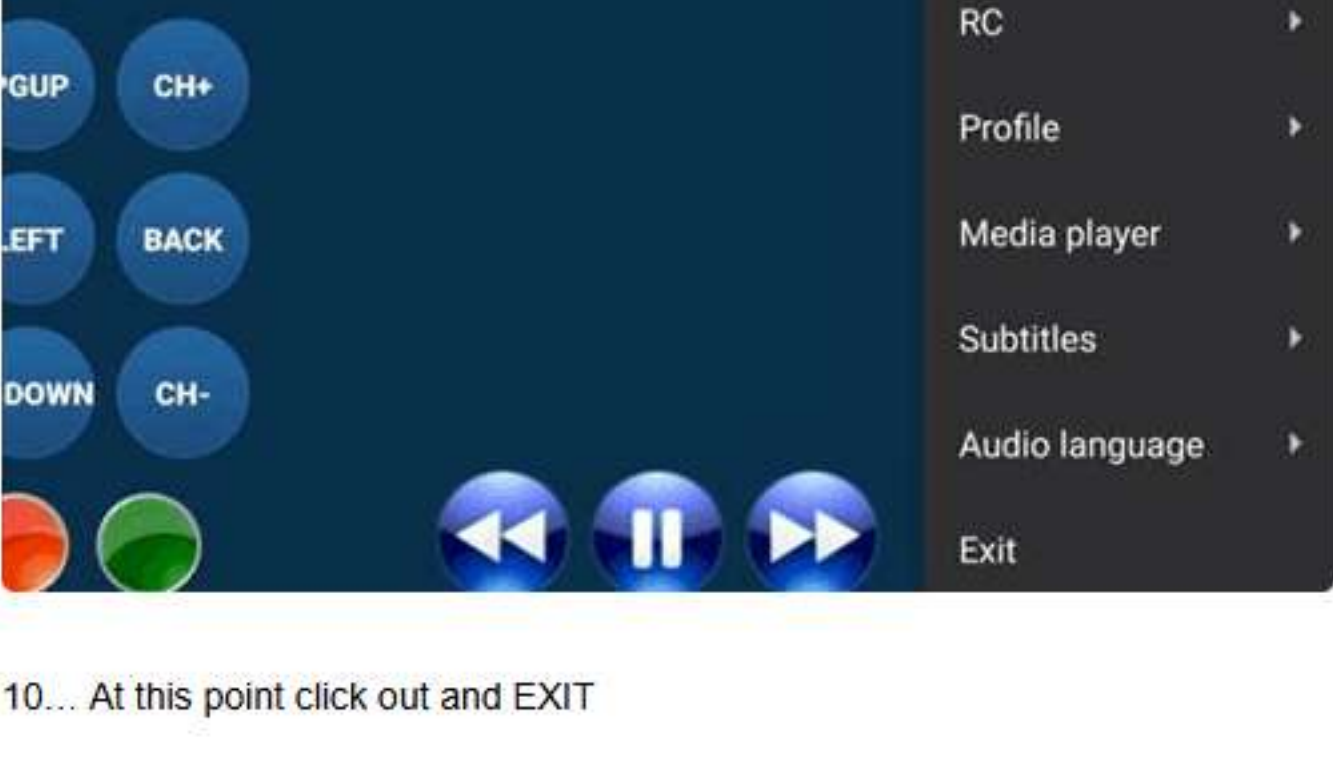 GUP
CH+
LEFT
BACK
DOWN
CH-
RC
Profile
Media player
Subtitles
Audio language
Exit
10... At this point click out and EXIT